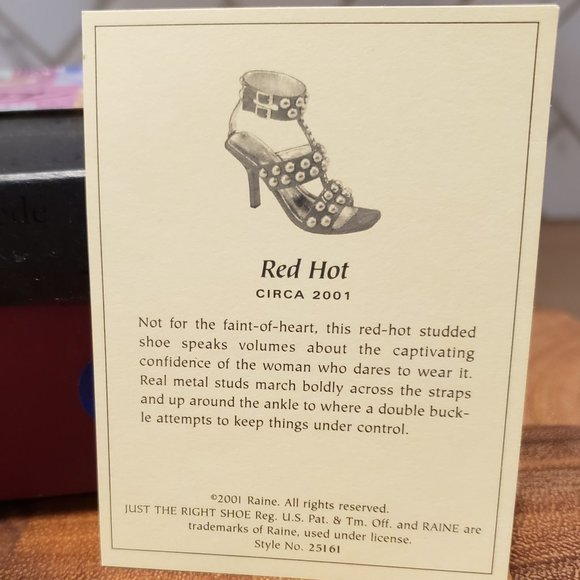 ode
Red Hot
CIRCA 2001
Not for the faint-of-heart, this red-hot studded
shoe speaks volumes about the captivating
confidence of the woman who dares to wear it.
Real metal studs march boldly across the straps
and up around the ankle to where a double buck-
le attempts to keep things under control.
©2001 Raine. All rights reserved.
JUST THE RIGHT SHOE Reg. U.S. Pat. & Tm. Off. and RAINE are
trademarks of Raine, used under license.
Style No. 25161